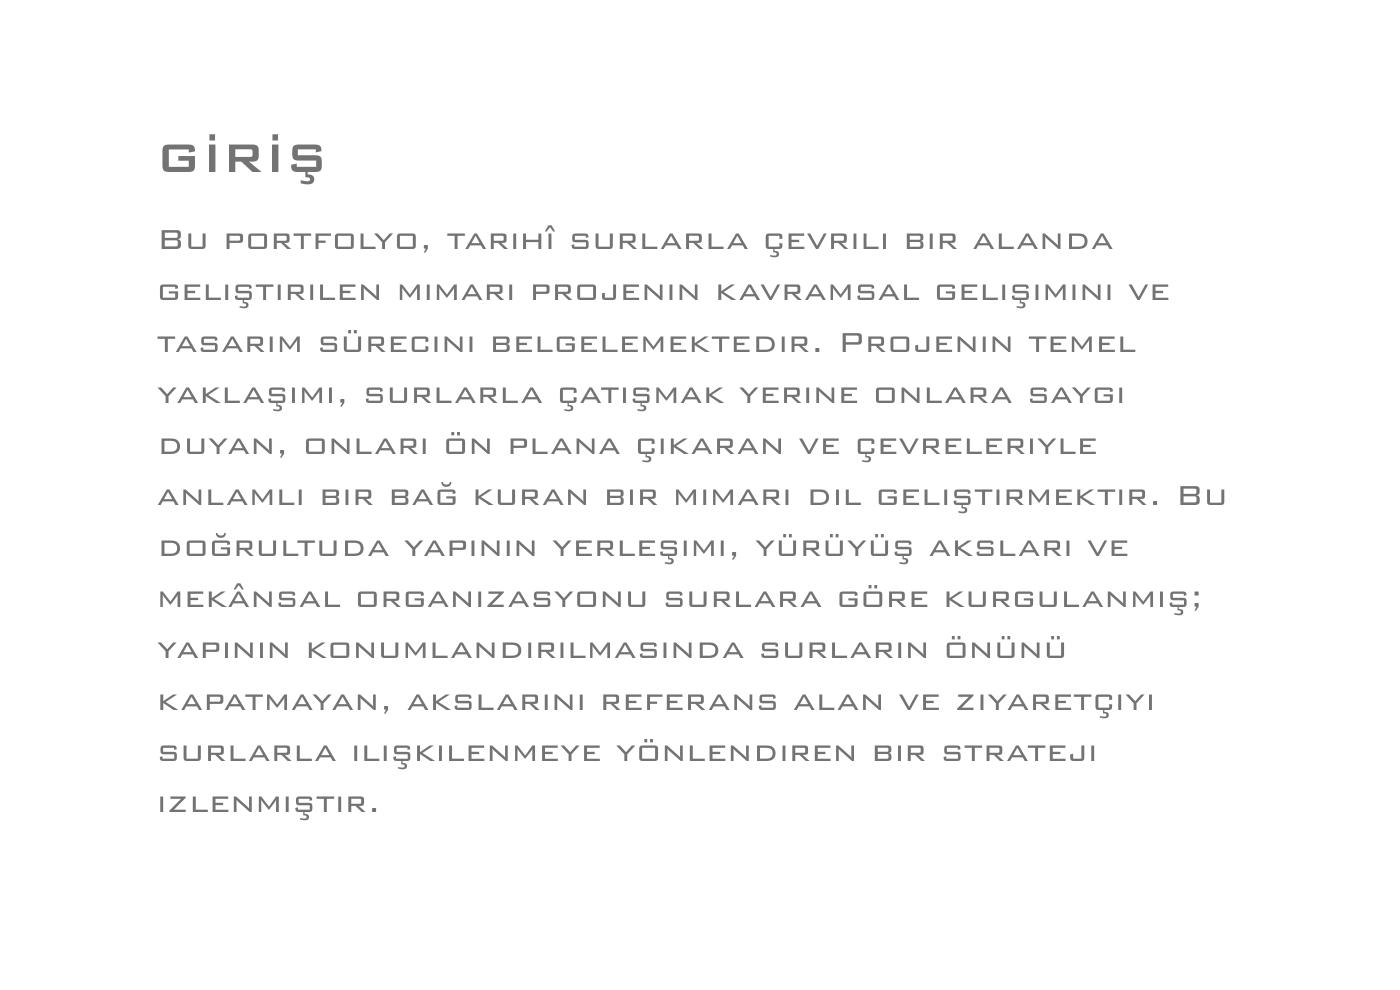 GİRİŞ
Bu portfolyo, tarihî surlarla çevrili bir alanda
geliştirilen mimari projenin kavramsal gelişimini ve
tasarım sürecini belgelemektedir. Projenin temel
yaklaşımı, surlarla çatışmak yerine onlara saygı
duyan, onları ön plana çıkaran ve çevreleriyle
anlamlı bir bağ kuran bir mimari dil geliştirmektir. Bu
doğrultuda yapının yerleşimi, yürüyüş aksları ve
mekânsal organizasyonu surlara göre kurgulanmış;
yapının konumlandırılmasında surların önünü
kapatmayan, akslarını referans alan ve ziyaretçiyi
surlarla ilişkilenmeye yönlendiren bir strateji
izlenmiştir.